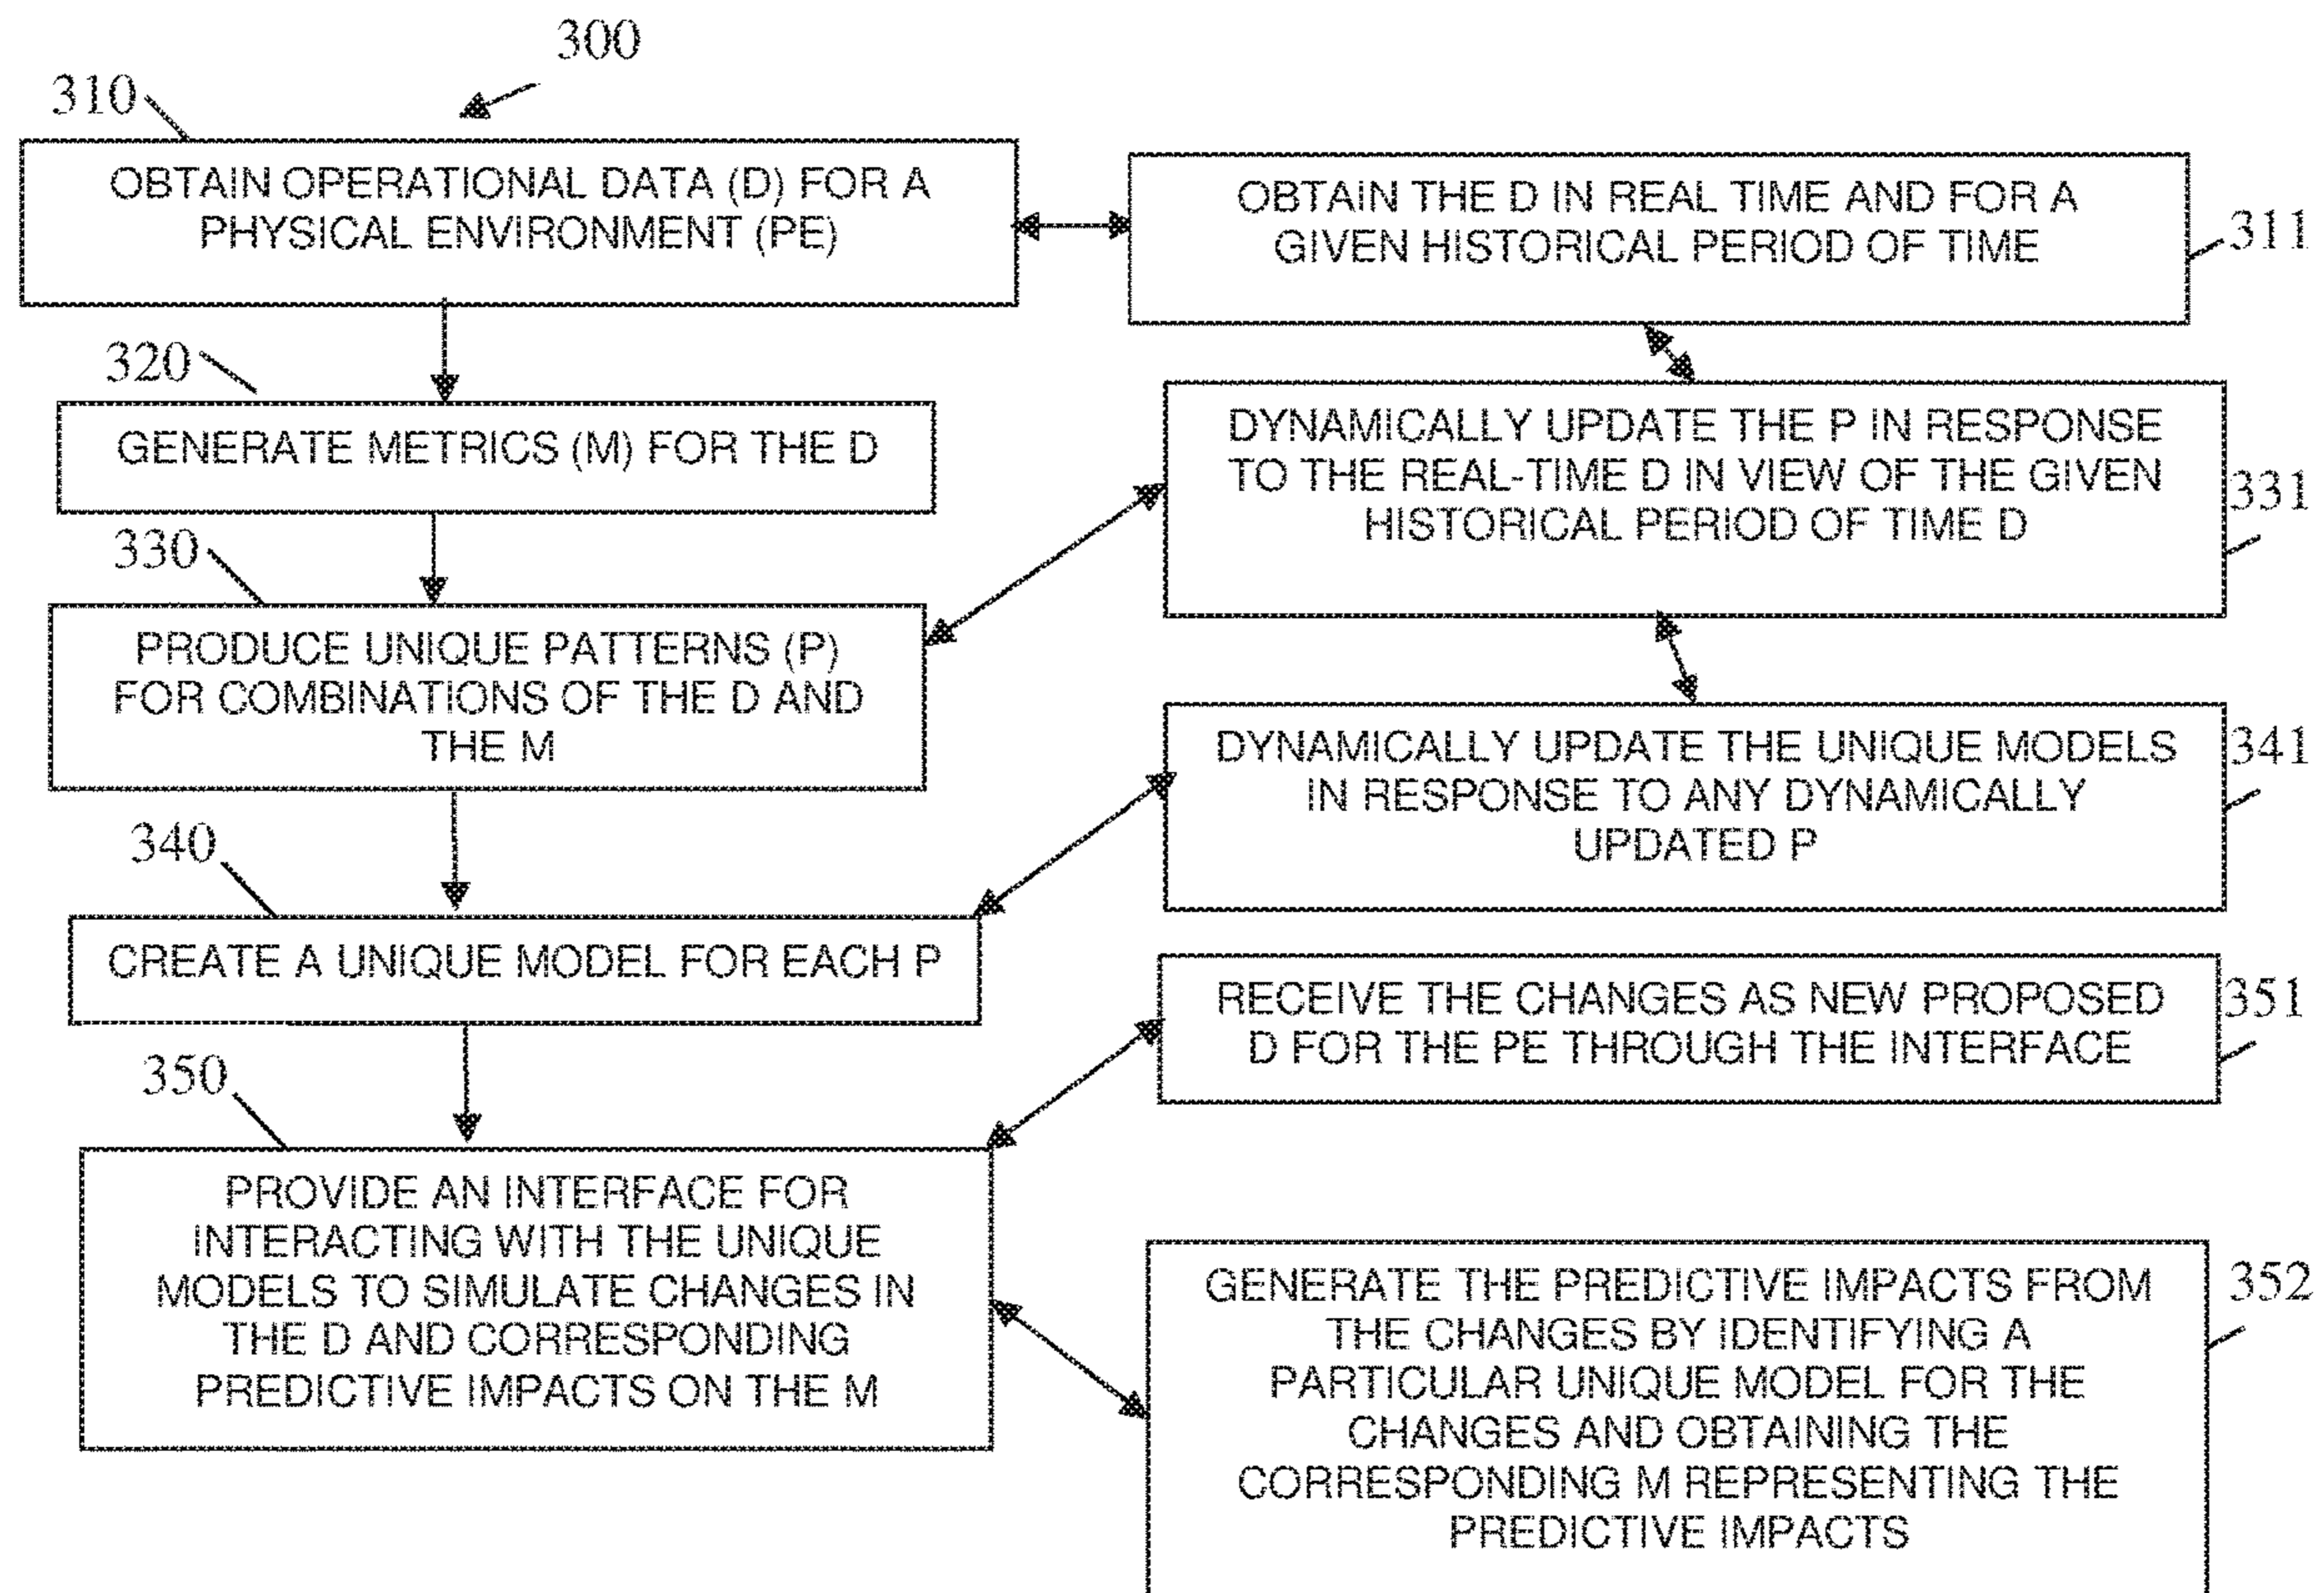 300
310
OBTAIN OPERATIONAL DATA (D) FOR A
PHYSICAL ENVIRONMENT (PE)
OBTAIN THE D IN REAL TIME AND FOR A
GIVEN HISTORICAL PERIOD OF TIME
311
320
GENERATE METRICS (M) FOR THE D
DYNAMICALLY UPDATE THE P IN RESPONSE
TO THE REAL-TIME D IN VIEW OF THE GIVEN
HISTORICAL PERIOD OF TIME D
331
330
PRODUCE UNIQUE PATTERNS (P)
FOR COMBINATIONS OF THE D AND
THE M
DYNAMICALLY UPDATE THE UNIQUE MODELS
IN RESPONSE TO ANY DYNAMICALLY
UPDATED P
341
340
CREATE A UNIQUE MODEL FOR EACH P
RECEIVE THE CHANGES AS NEW PROPOSED
D FOR THE PE THROUGH THE INTERFACE
351
350
PROVIDE AN INTERFACE FOR
INTERACTING WITH THE UNIQUE
MODELS TO SIMULATE CHANGES IN
THE D AND CORRESPONDING
PREDICTIVE IMPACTS ON THE M
GENERATE THE PREDICTIVE IMPACTS FROM
THE CHANGES BY IDENTIFYING A
PARTICULAR UNIQUE MODEL FOR THE
CHANGES AND OBTAINING THE
CORRESPONDING M REPRESENTING THE
PREDICTIVE IMPACTS
352